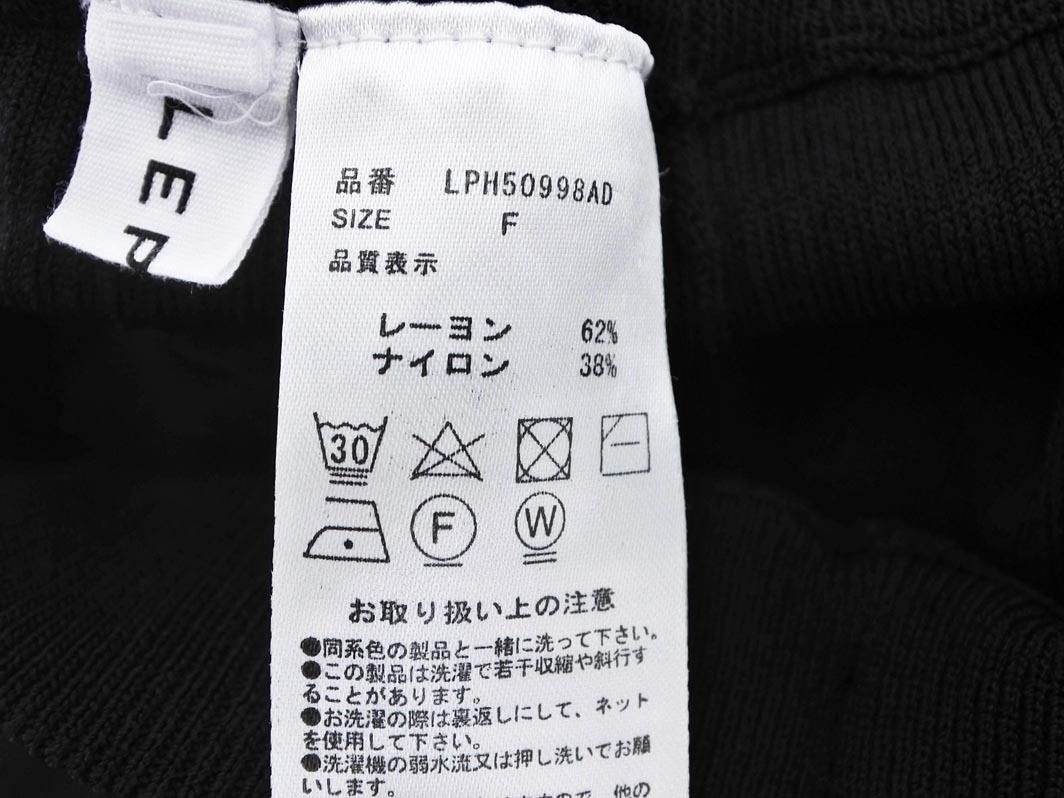 LEP
品番 LPH50998AD
SIZE F
品質表示
レーヨン 62%
ナイロン 38%
30
F W
お取り扱い上の注意
●同系色の製品と一緒に洗って下さい。
●この製品は洗濯で若干収縮や斜行す
ることがあります。
●お洗濯の際は裏返しにして、ネット
を使用して下さい。
●洗濯機の弱水流又は押し洗いでお願
いします。
ので、他の